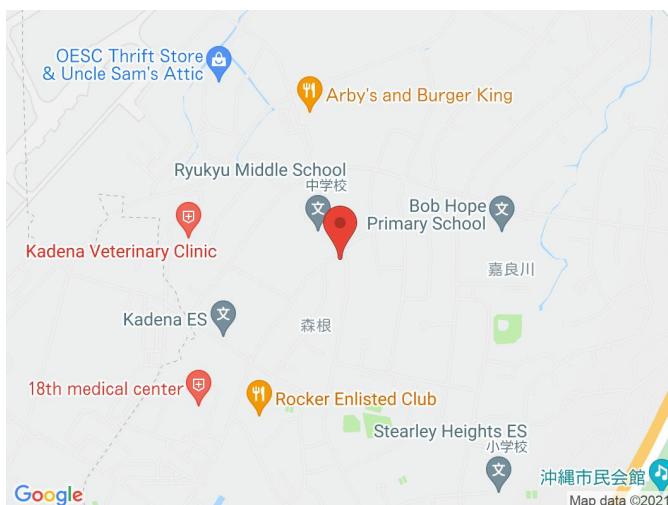 OESC Thrift Store
& Uncle Sam's Attic
Arby's and Burger King
Ryukyu Middle School
中学校
Bob Hope
Primary School
Kadena Veterinary Clinic
嘉良川
Kadena ES
森根
18th medical center
Rocker Enlisted Club
Stearley Heights ES
小学校
沖縄市民会館
Google
Map data ©2021